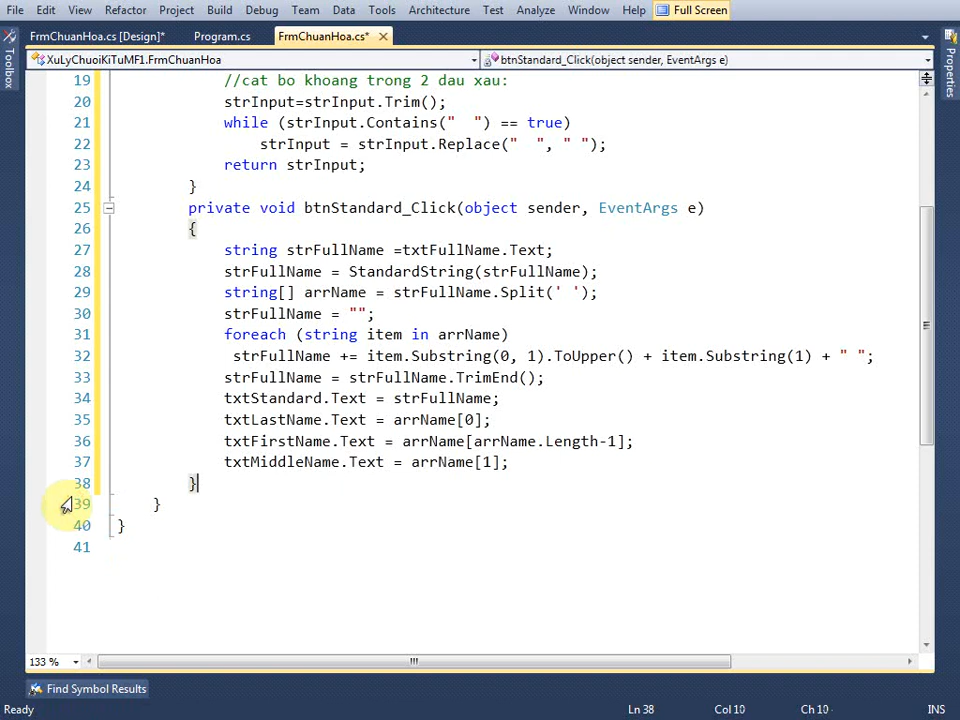 File Edit View Refactor Project Build Debug Team Data Tools Architecture Test Analyze Window Help Full Screen
FrmChuanHoa.cs [Design]* Program.cs FrmChuanHoa.cs*
XuLyChuoiKiTuMF1.FrmChuanHoa btnStandard_Click(object sender, EventArgs e)
Toolbox
Properties
19 //cat bo khoang trong 2 dau xau:
20 strInput=strInput.Trim();
21 while (strInput.Contains("  ") == true)
22 strInput = strInput.Replace("  ", " ");
23 return strInput;
24 }
25 private void btnStandard_Click(object sender, EventArgs e)
26 {
27 string strFullName =txtFullName.Text;
28 strFullName = StandardString(strFullName);
29 string[] arrName = strFullName.Split(' ');
30 strFullName = "";
31 foreach (string item in arrName)
32 strFullName += item.Substring(0, 1).ToUpper() + item.Substring(1) + " ";
33 strFullName = strFullName.TrimEnd();
34 txtStandard.Text = strFullName;
35 txtLastName.Text = arrName[0];
36 txtFirstName.Text = arrName[arrName.Length-1];
37 txtMiddleName.Text = arrName[1];
38 }
39 }
40 }
41
133 %
Find Symbol Results
Ready Ln 38 Col 10 Ch 10 INS